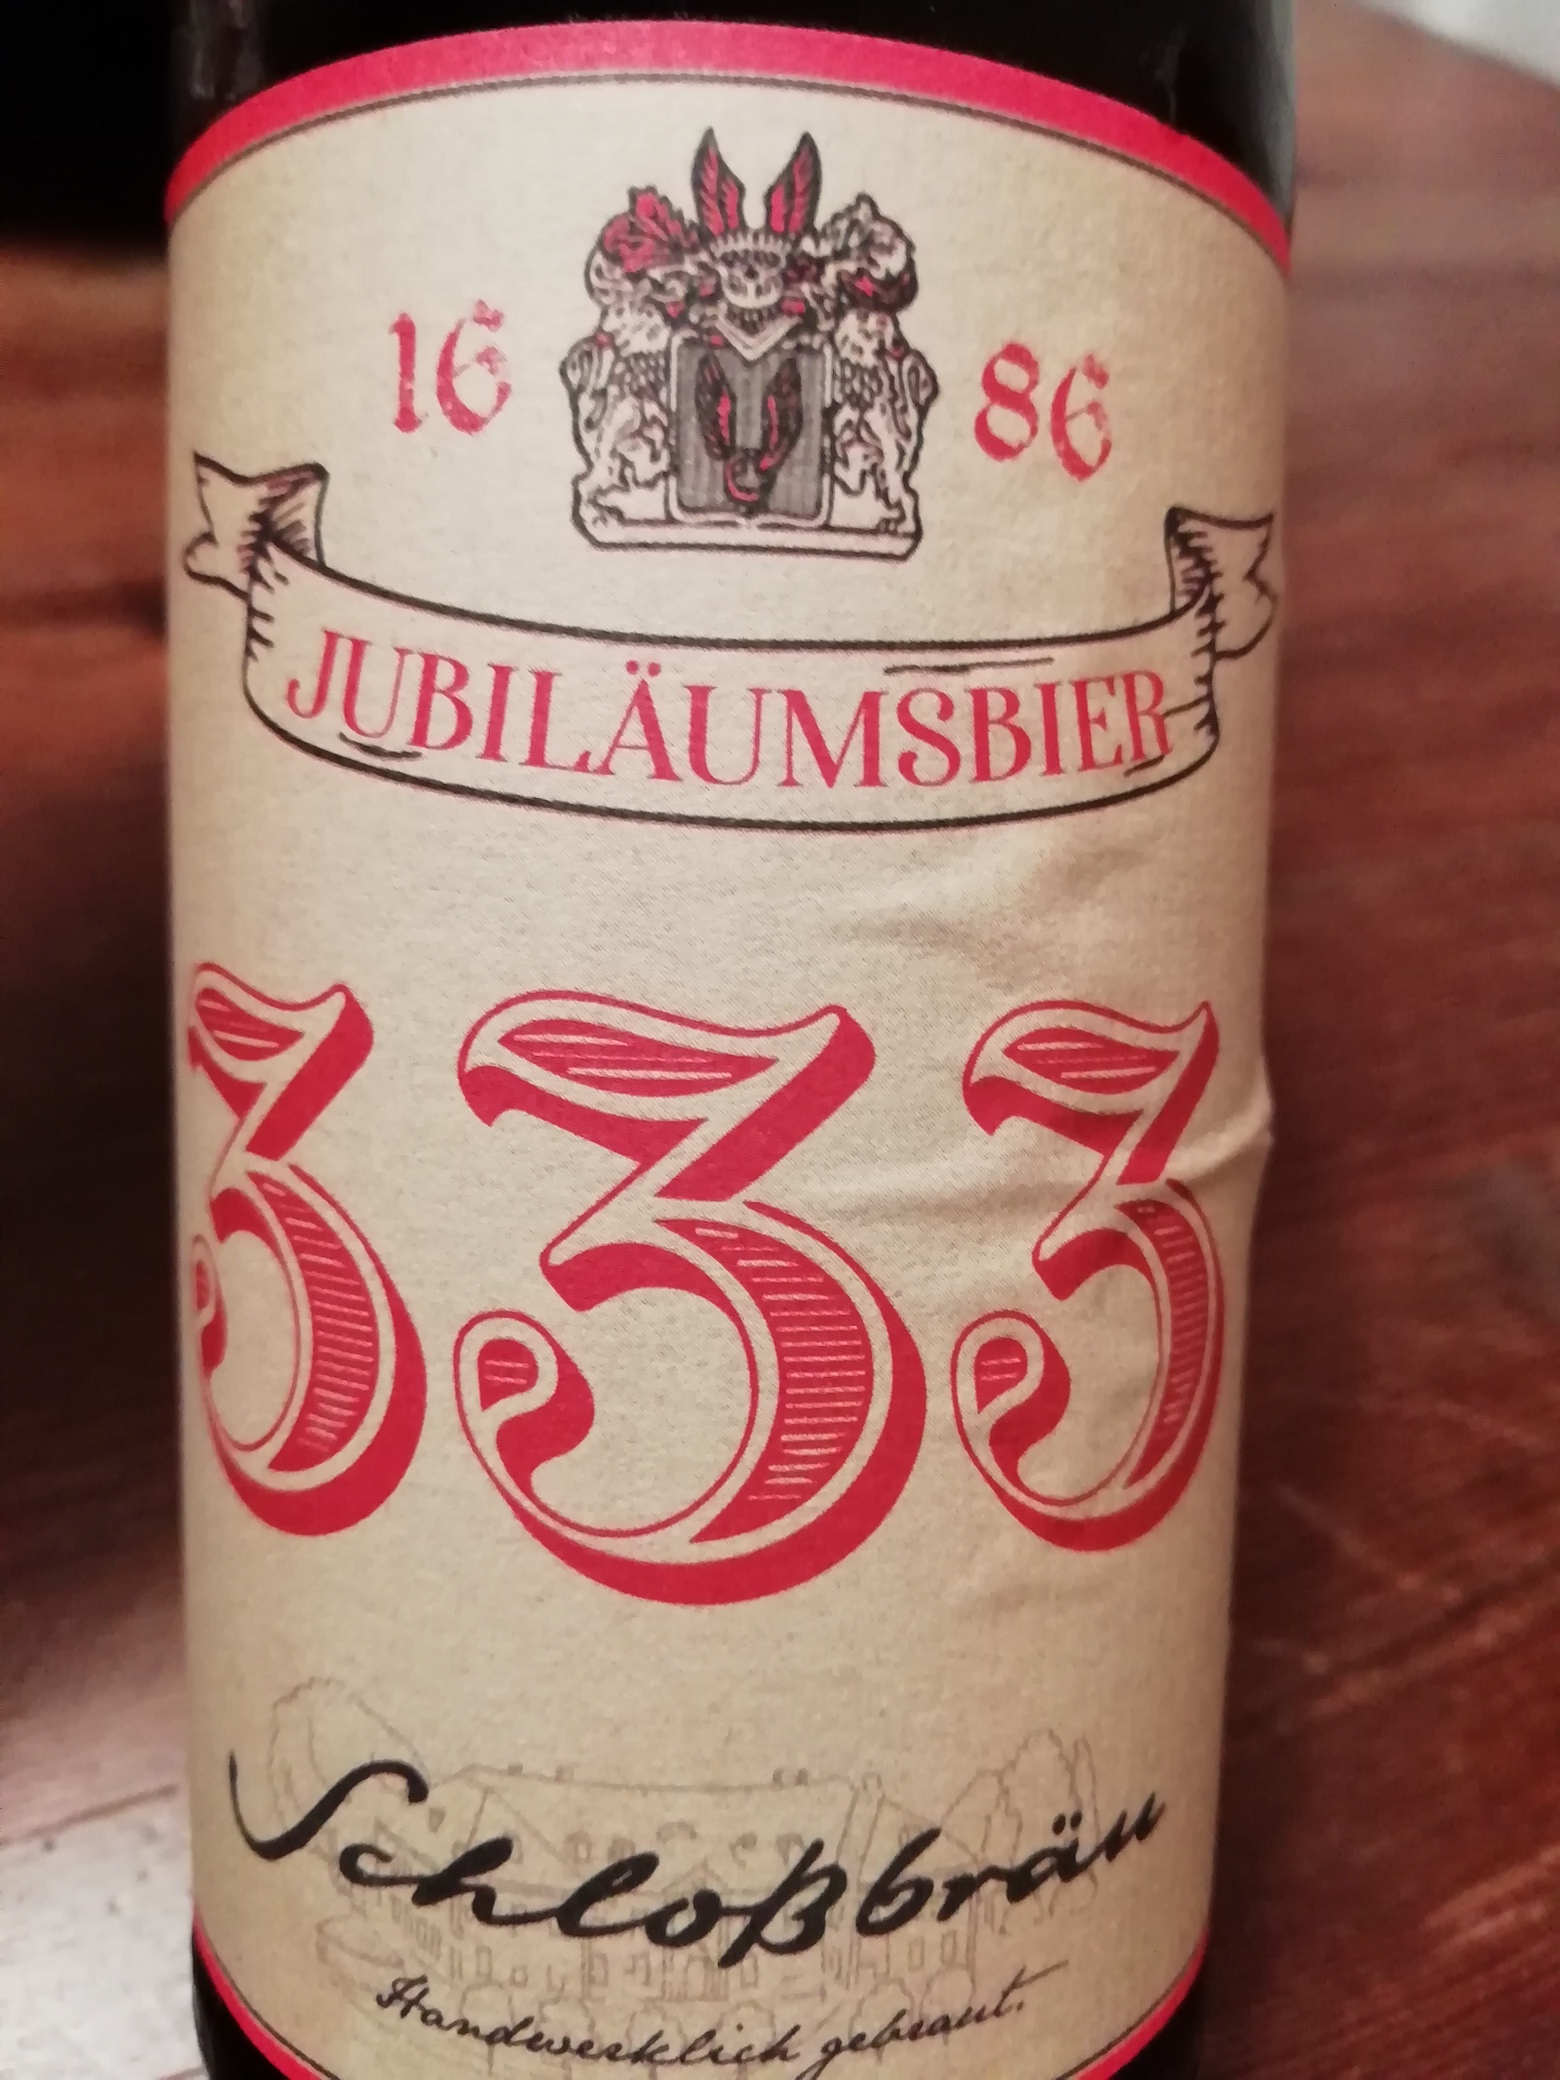 16 86
JUBILÄUMSBIER
333
Schloßbräu
Handwerklich gebraut.